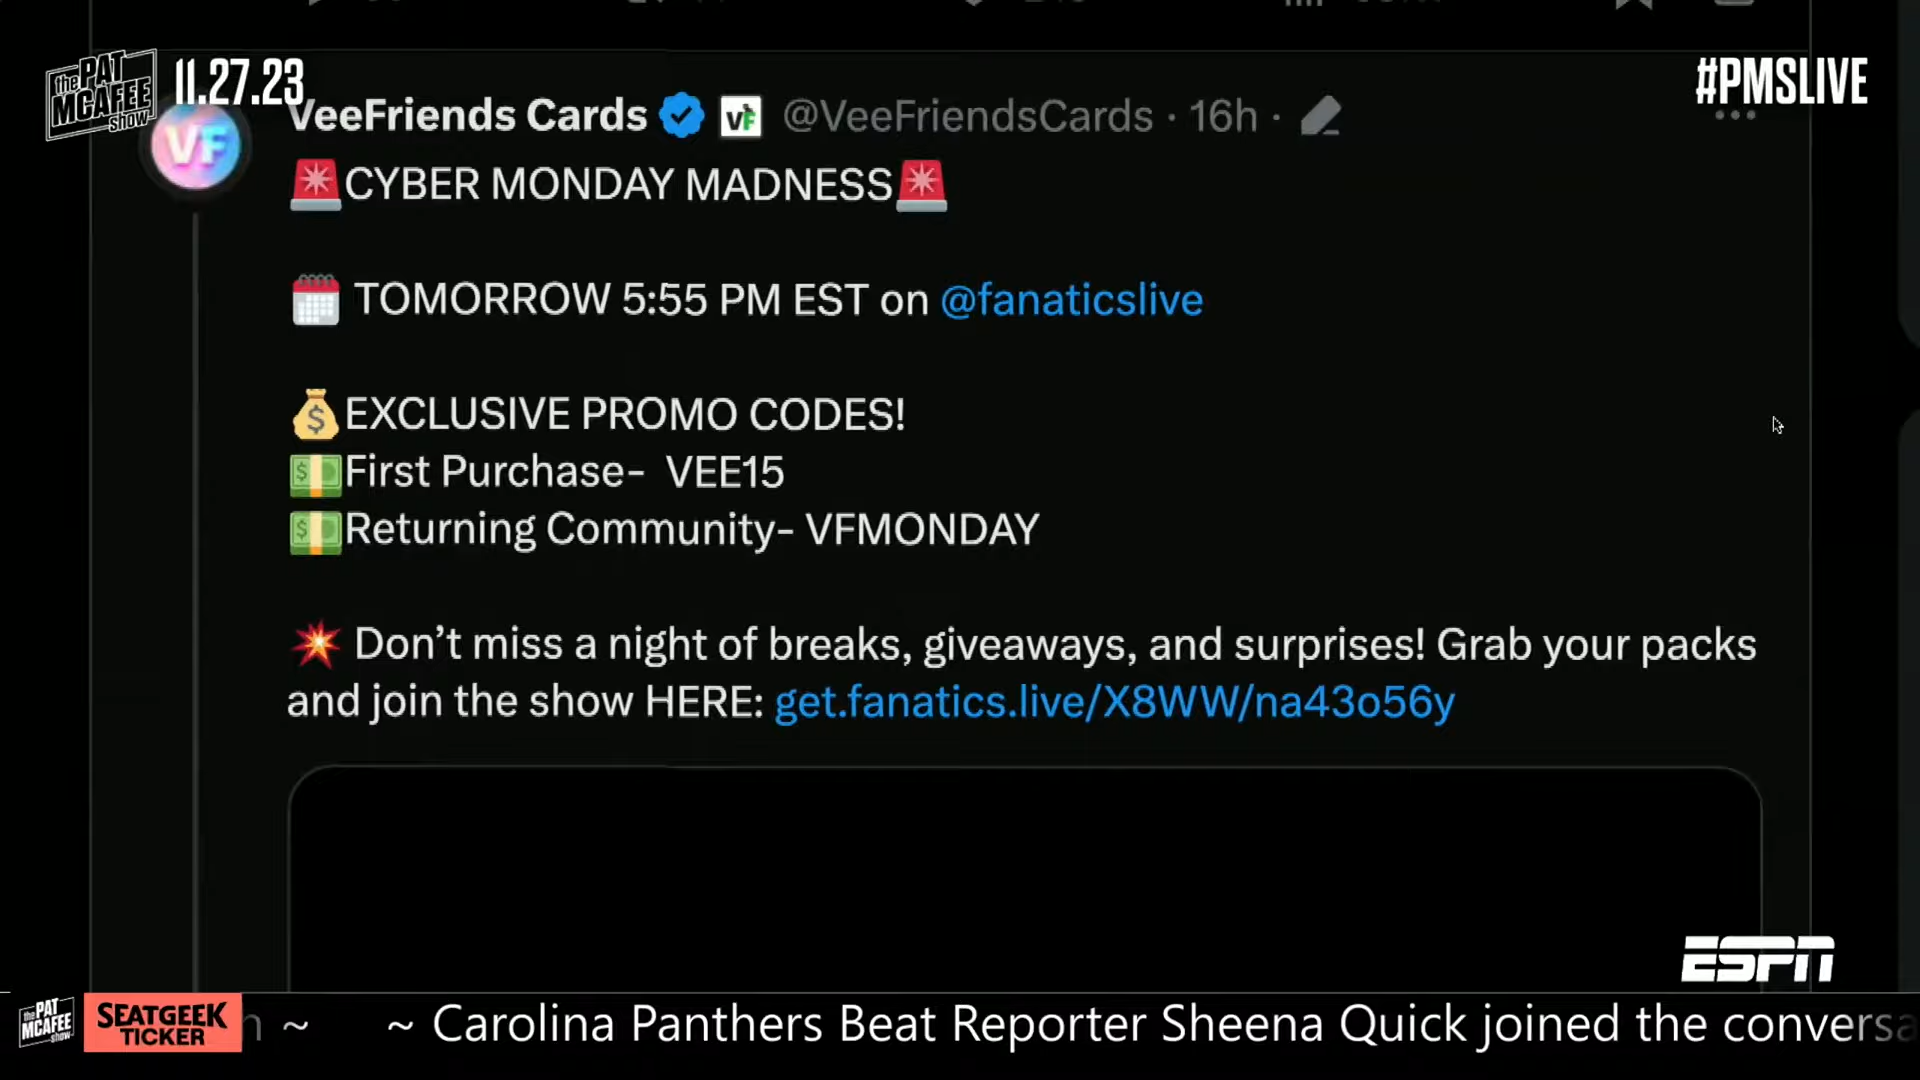 the PAT MCAFEE show
11.27.23
#PMSLIVE
VF
VeeFriends Cards VF @VeeFriendsCards · 16h ·
🚨CYBER MONDAY MADNESS🚨
🗓️ TOMORROW 5:55 PM EST on @fanaticslive
💰EXCLUSIVE PROMO CODES!
💵First Purchase- VEE15
💵Returning Community- VFMONDAY
💥 Don’t miss a night of breaks, giveaways, and surprises! Grab your packs
and join the show HERE: get.fanatics.live/X8WW/na43o56y
ESPN
the PAT MCAFEE show
SEATGEEK
TICKER
~ ~ Carolina Panthers Beat Reporter Sheena Quick joined the conversa